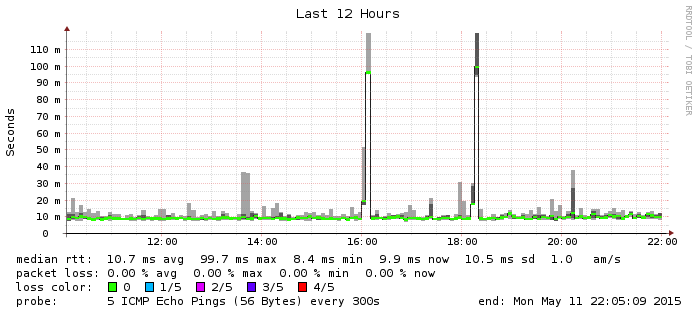 Last 12 Hours
RRDTOOL / TOBI OETIKER
Seconds
110 m
100 m
90 m
80 m
70 m
60 m
50 m
40 m
30 m
20 m
10 m
0
12:00 14:00 16:00 18:00 20:00 22:00
median rtt: 10.7 ms avg 99.7 ms max 8.4 ms min 9.9 ms now 10.5 ms sd 1.0 am/s
packet loss: 0.00 % avg 0.00 % max 0.00 % min 0.00 % now
loss color: 0 1/5 2/5 3/5 4/5
probe: 5 ICMP Echo Pings (56 Bytes) every 300s end: Mon May 11 22:05:09 2015